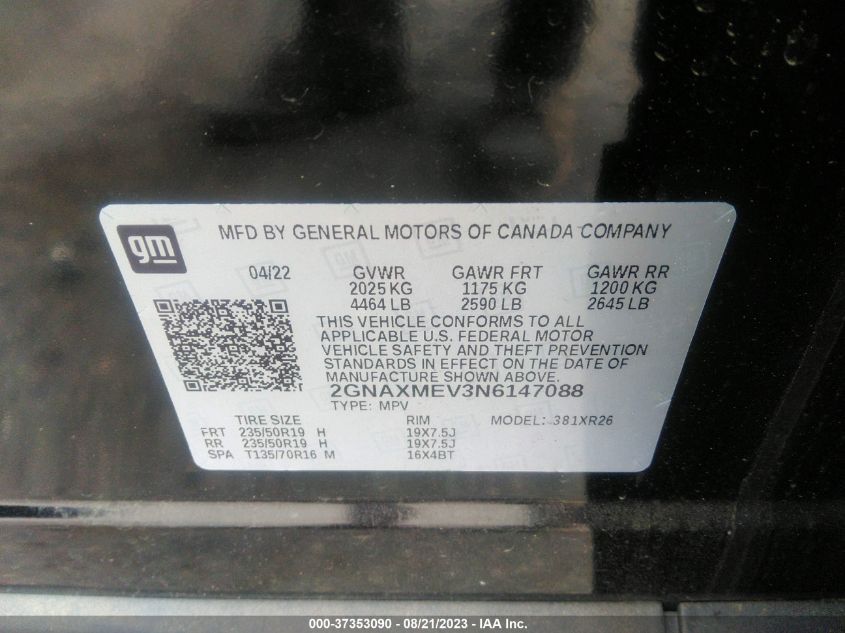 gm
MFD BY GENERAL MOTORS OF CANADA COMPANY
04/22 GVWR GAWR FRT GAWR RR
2025 KG 1175 KG 1200 KG
4464 LB 2590 LB 2645 LB
THIS VEHICLE CONFORMS TO ALL
APPLICABLE U.S. FEDERAL MOTOR
VEHICLE SAFETY AND THEFT PREVENTION
STANDARDS IN EFFECT ON THE DATE OF
MANUFACTURE SHOWN ABOVE.
2GNAXMEV3N6147088
TYPE: MPV
TIRE SIZE RIM MODEL: 381XR26
FRT 235/50R19 H 19X7.5J
RR 235/50R19 H 19X7.5J
SPA T135/70R16 M 16X4BT
000-37353090 - 08/21/2023 - IAA Inc.